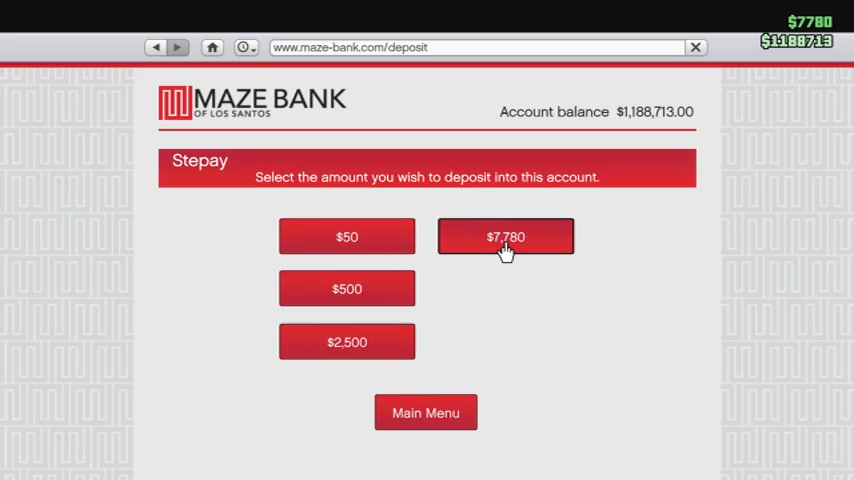 $7780
$1188713
www.maze-bank.com/deposit
MAZE BANK
OF LOS SANTOS
Account balance $1,188,713.00
Stepay
Select the amount you wish to deposit into this account.
$50
$7,780
$500
$2,500
Main Menu